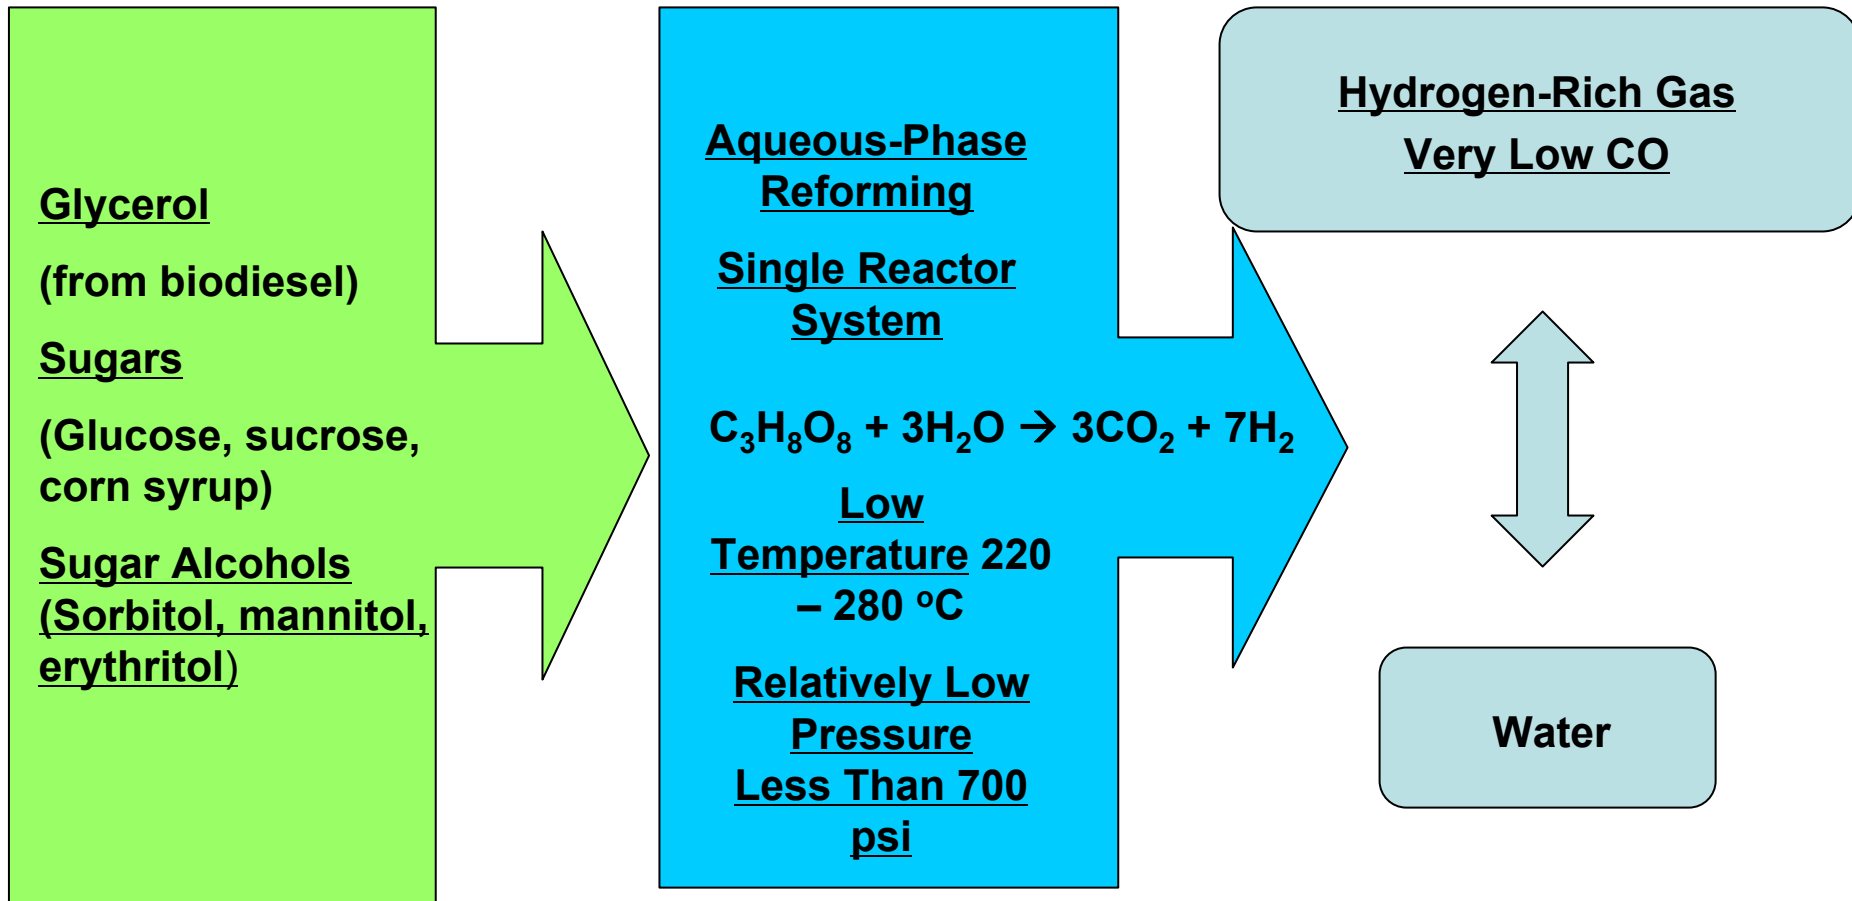 Glycerol
(from biodiesel)
Sugars
(Glucose, sucrose,
corn syrup)
Sugar Alcohols
(Sorbitol, mannitol,
erythritol)
Aqueous-Phase
Reforming
Single Reactor
System
C₃H₈O₈ + 3H₂O → 3CO₂ + 7H₂
Low
Temperature 220
– 280 ºC
Relatively Low
Pressure
Less Than 700
psi
Hydrogen-Rich Gas
Very Low CO
Water